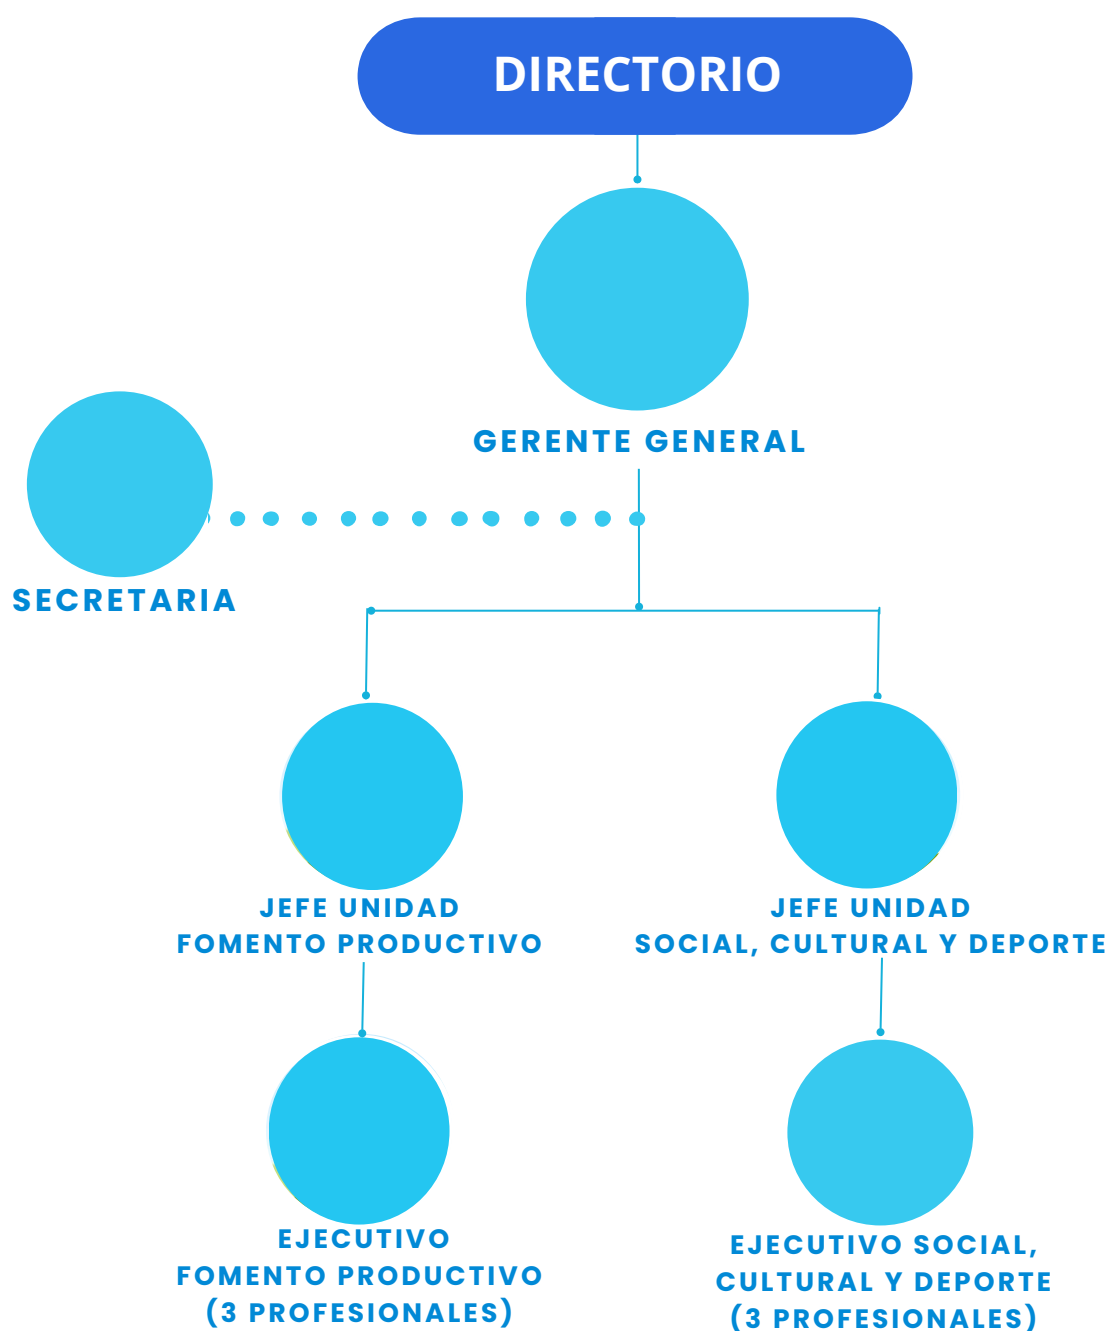 DIRECTORIO
GERENTE GENERAL
SECRETARIA
JEFE UNIDAD
FOMENTO PRODUCTIVO
JEFE UNIDAD
SOCIAL, CULTURAL Y DEPORTE
EJECUTIVO
FOMENTO PRODUCTIVO
(3 PROFESIONALES)
EJECUTIVO SOCIAL,
CULTURAL Y DEPORTE
(3 PROFESIONALES)